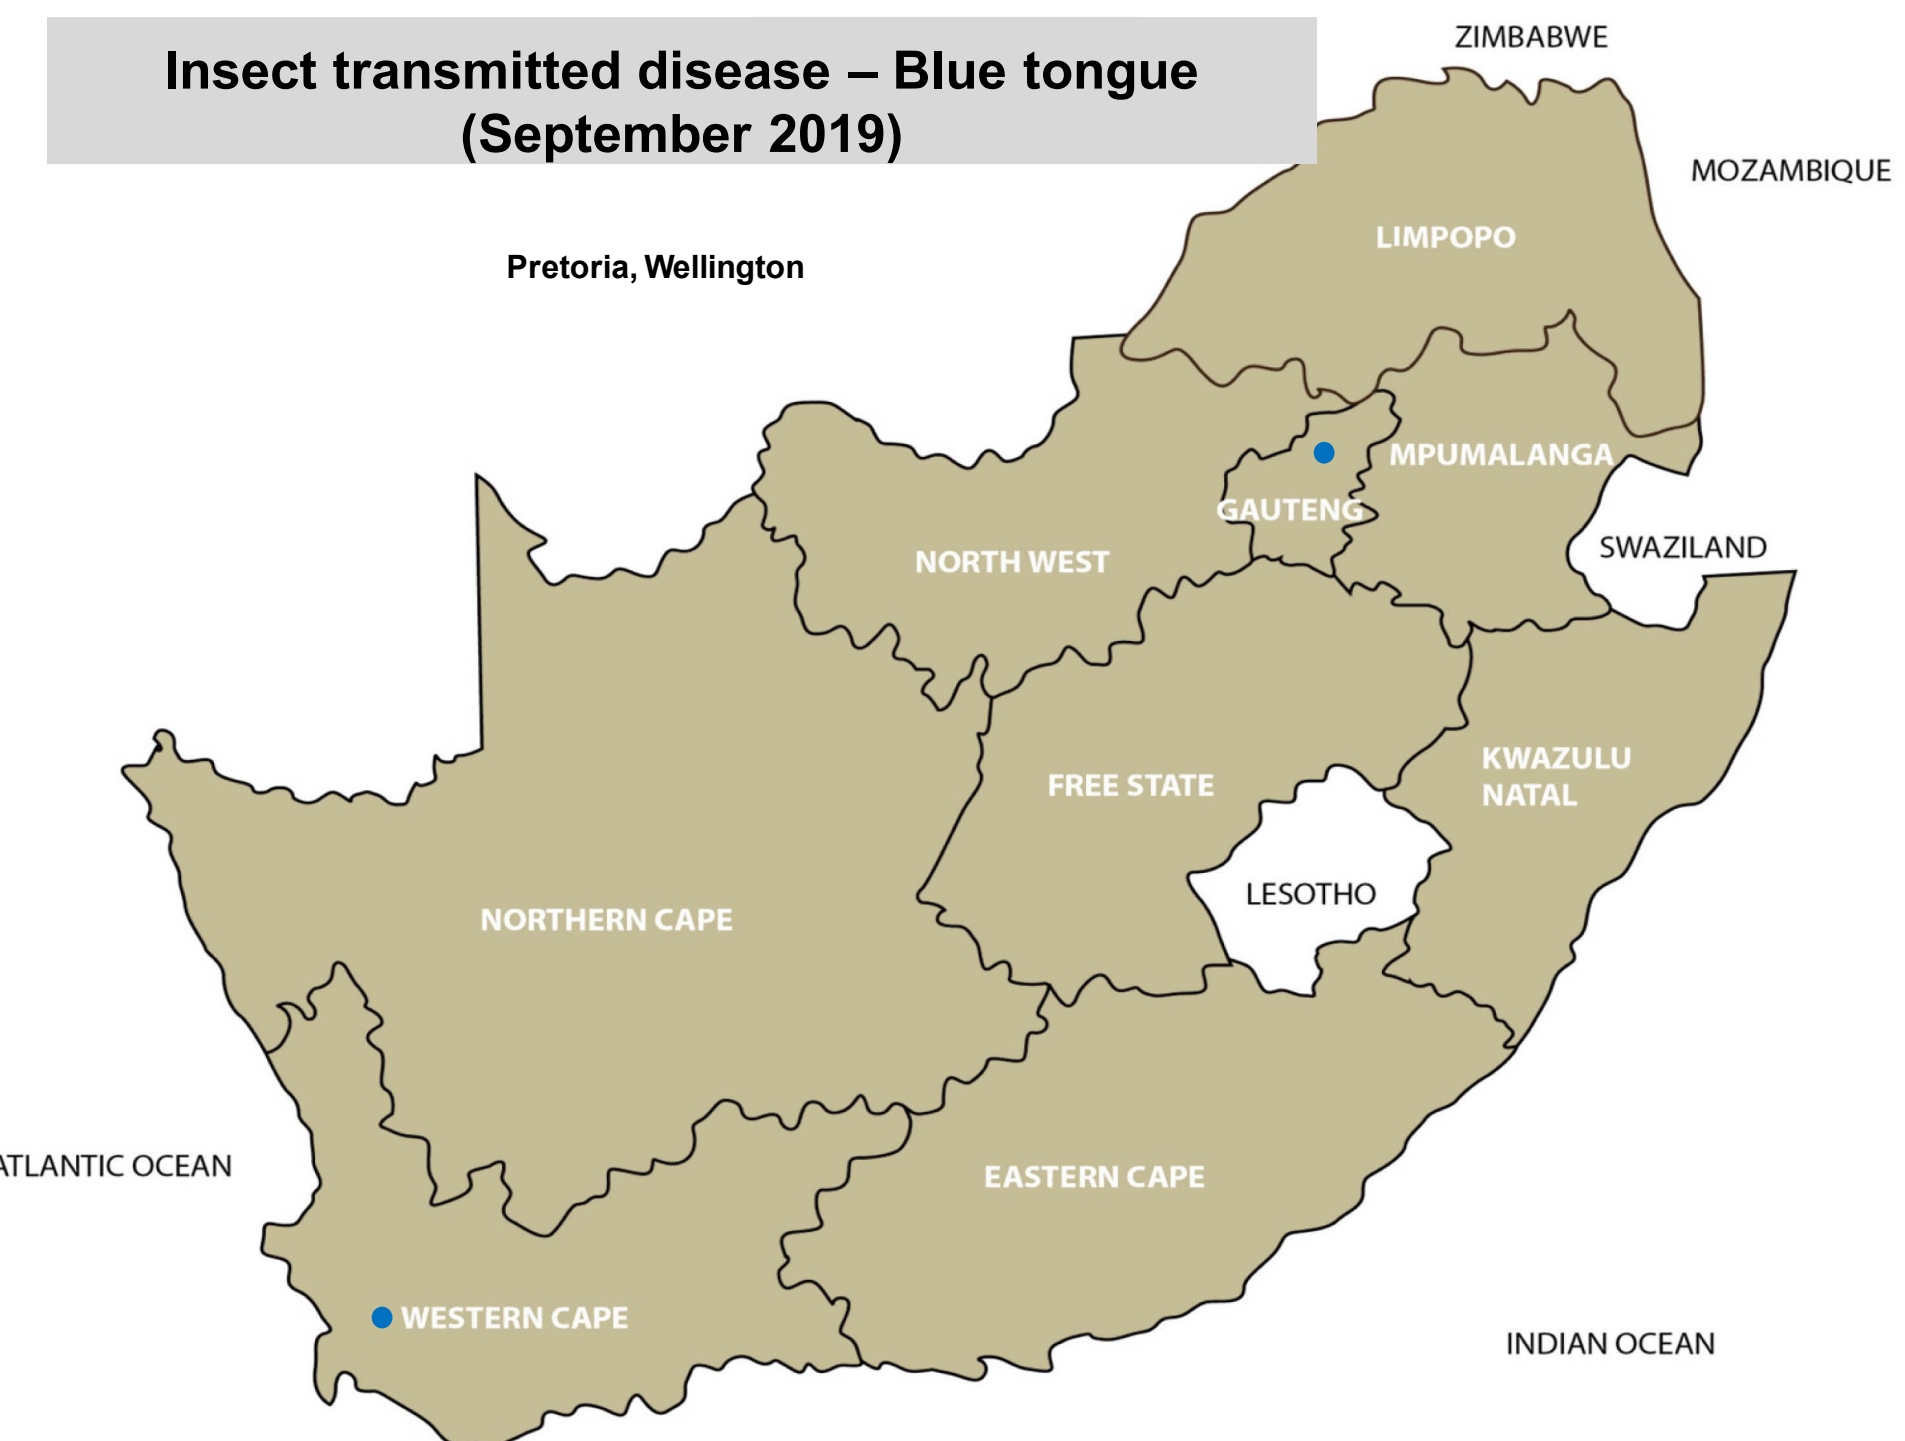 Insect transmitted disease – Blue tongue
(September 2019)
ZIMBABWE
MOZAMBIQUE
LIMPOPO
Pretoria, Wellington
MPUMALANGA
GAUTENG
SWAZILAND
NORTH WEST
KWAZULU
NATAL
FREE STATE
LESOTHO
NORTHERN CAPE
ATLANTIC OCEAN
EASTERN CAPE
WESTERN CAPE
INDIAN OCEAN